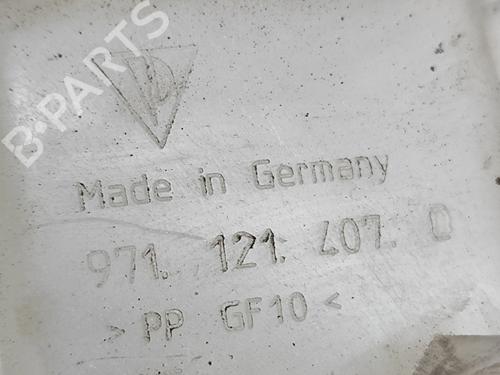 B·PARTS
Made in Germany
971. 121. 407. D
> PP GF10 <